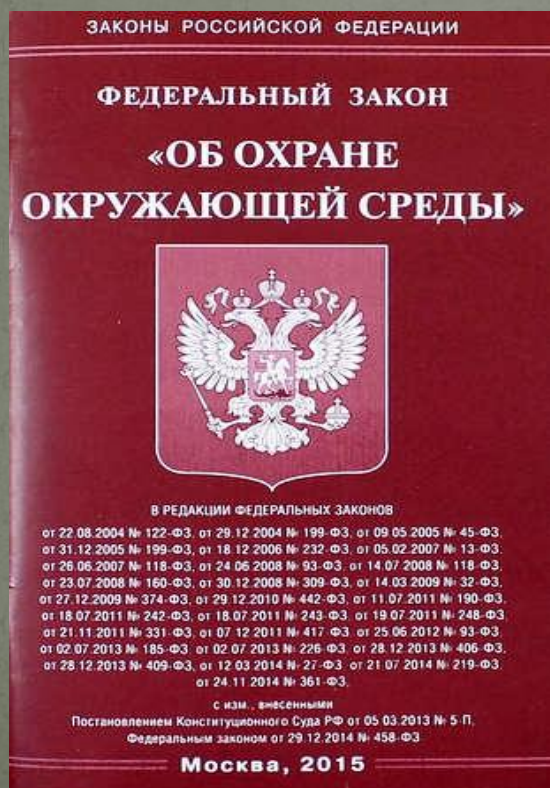 ЗАКОНЫ РОССИЙСКОЙ ФЕДЕРАЦИИ
ФЕДЕРАЛЬНЫЙ ЗАКОН
«ОБ ОХРАНЕ
ОКРУЖАЮЩЕЙ СРЕДЫ»
В РЕДАКЦИИ ФЕДЕРАЛЬНЫХ ЗАКОНОВ
от 22.08.2004 № 122-ФЗ, от 29.12.2004 № 199-ФЗ, от 09.05.2005 № 45-ФЗ,
от 31.12.2005 № 199-ФЗ, от 18.12.2006 № 232-ФЗ, от 05.02.2007 № 13-ФЗ,
от 26.06.2007 № 118-ФЗ, от 24.06.2008 № 93-ФЗ, от 14.07.2008 № 118-ФЗ,
от 23.07.2008 № 160-ФЗ, от 30.12.2008 № 309-ФЗ, от 14.03.2009 № 32-ФЗ,
от 27.12.2009 № 374-ФЗ, от 29.12.2010 № 442-ФЗ, от 11.07.2011 № 190-ФЗ,
от 18.07.2011 № 242-ФЗ, от 18.07.2011 № 243-ФЗ, от 19.07.2011 № 248-ФЗ,
от 21.11.2011 № 331-ФЗ, от 07.12.2011 № 417-ФЗ, от 25.06.2012 № 93-ФЗ,
от 02.07.2013 № 185-ФЗ, от 02.07.2013 № 226-ФЗ, от 28.12.2013 № 406-ФЗ,
от 28.12.2013 № 409-ФЗ, от 12.03.2014 № 27-ФЗ, от 21.07.2014 № 219-ФЗ,
от 24.11.2014 № 361-ФЗ,
с изм., внесенными
Постановлением Конституционного Суда РФ от 05.03.2013 № 5-П,
Федеральным законом от 29.12.2014 № 458-ФЗ
Москва, 2015